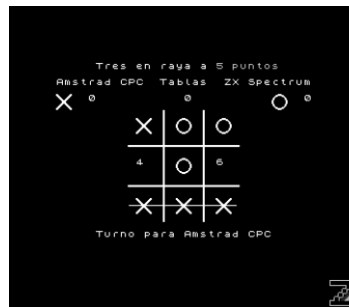 Tres en raya a 5 puntos
Amstrad CPC Tablas ZX Spectrum
X 0 0 O 0
X O O
4 O 6
X X X
Turno para Amstrad CPC